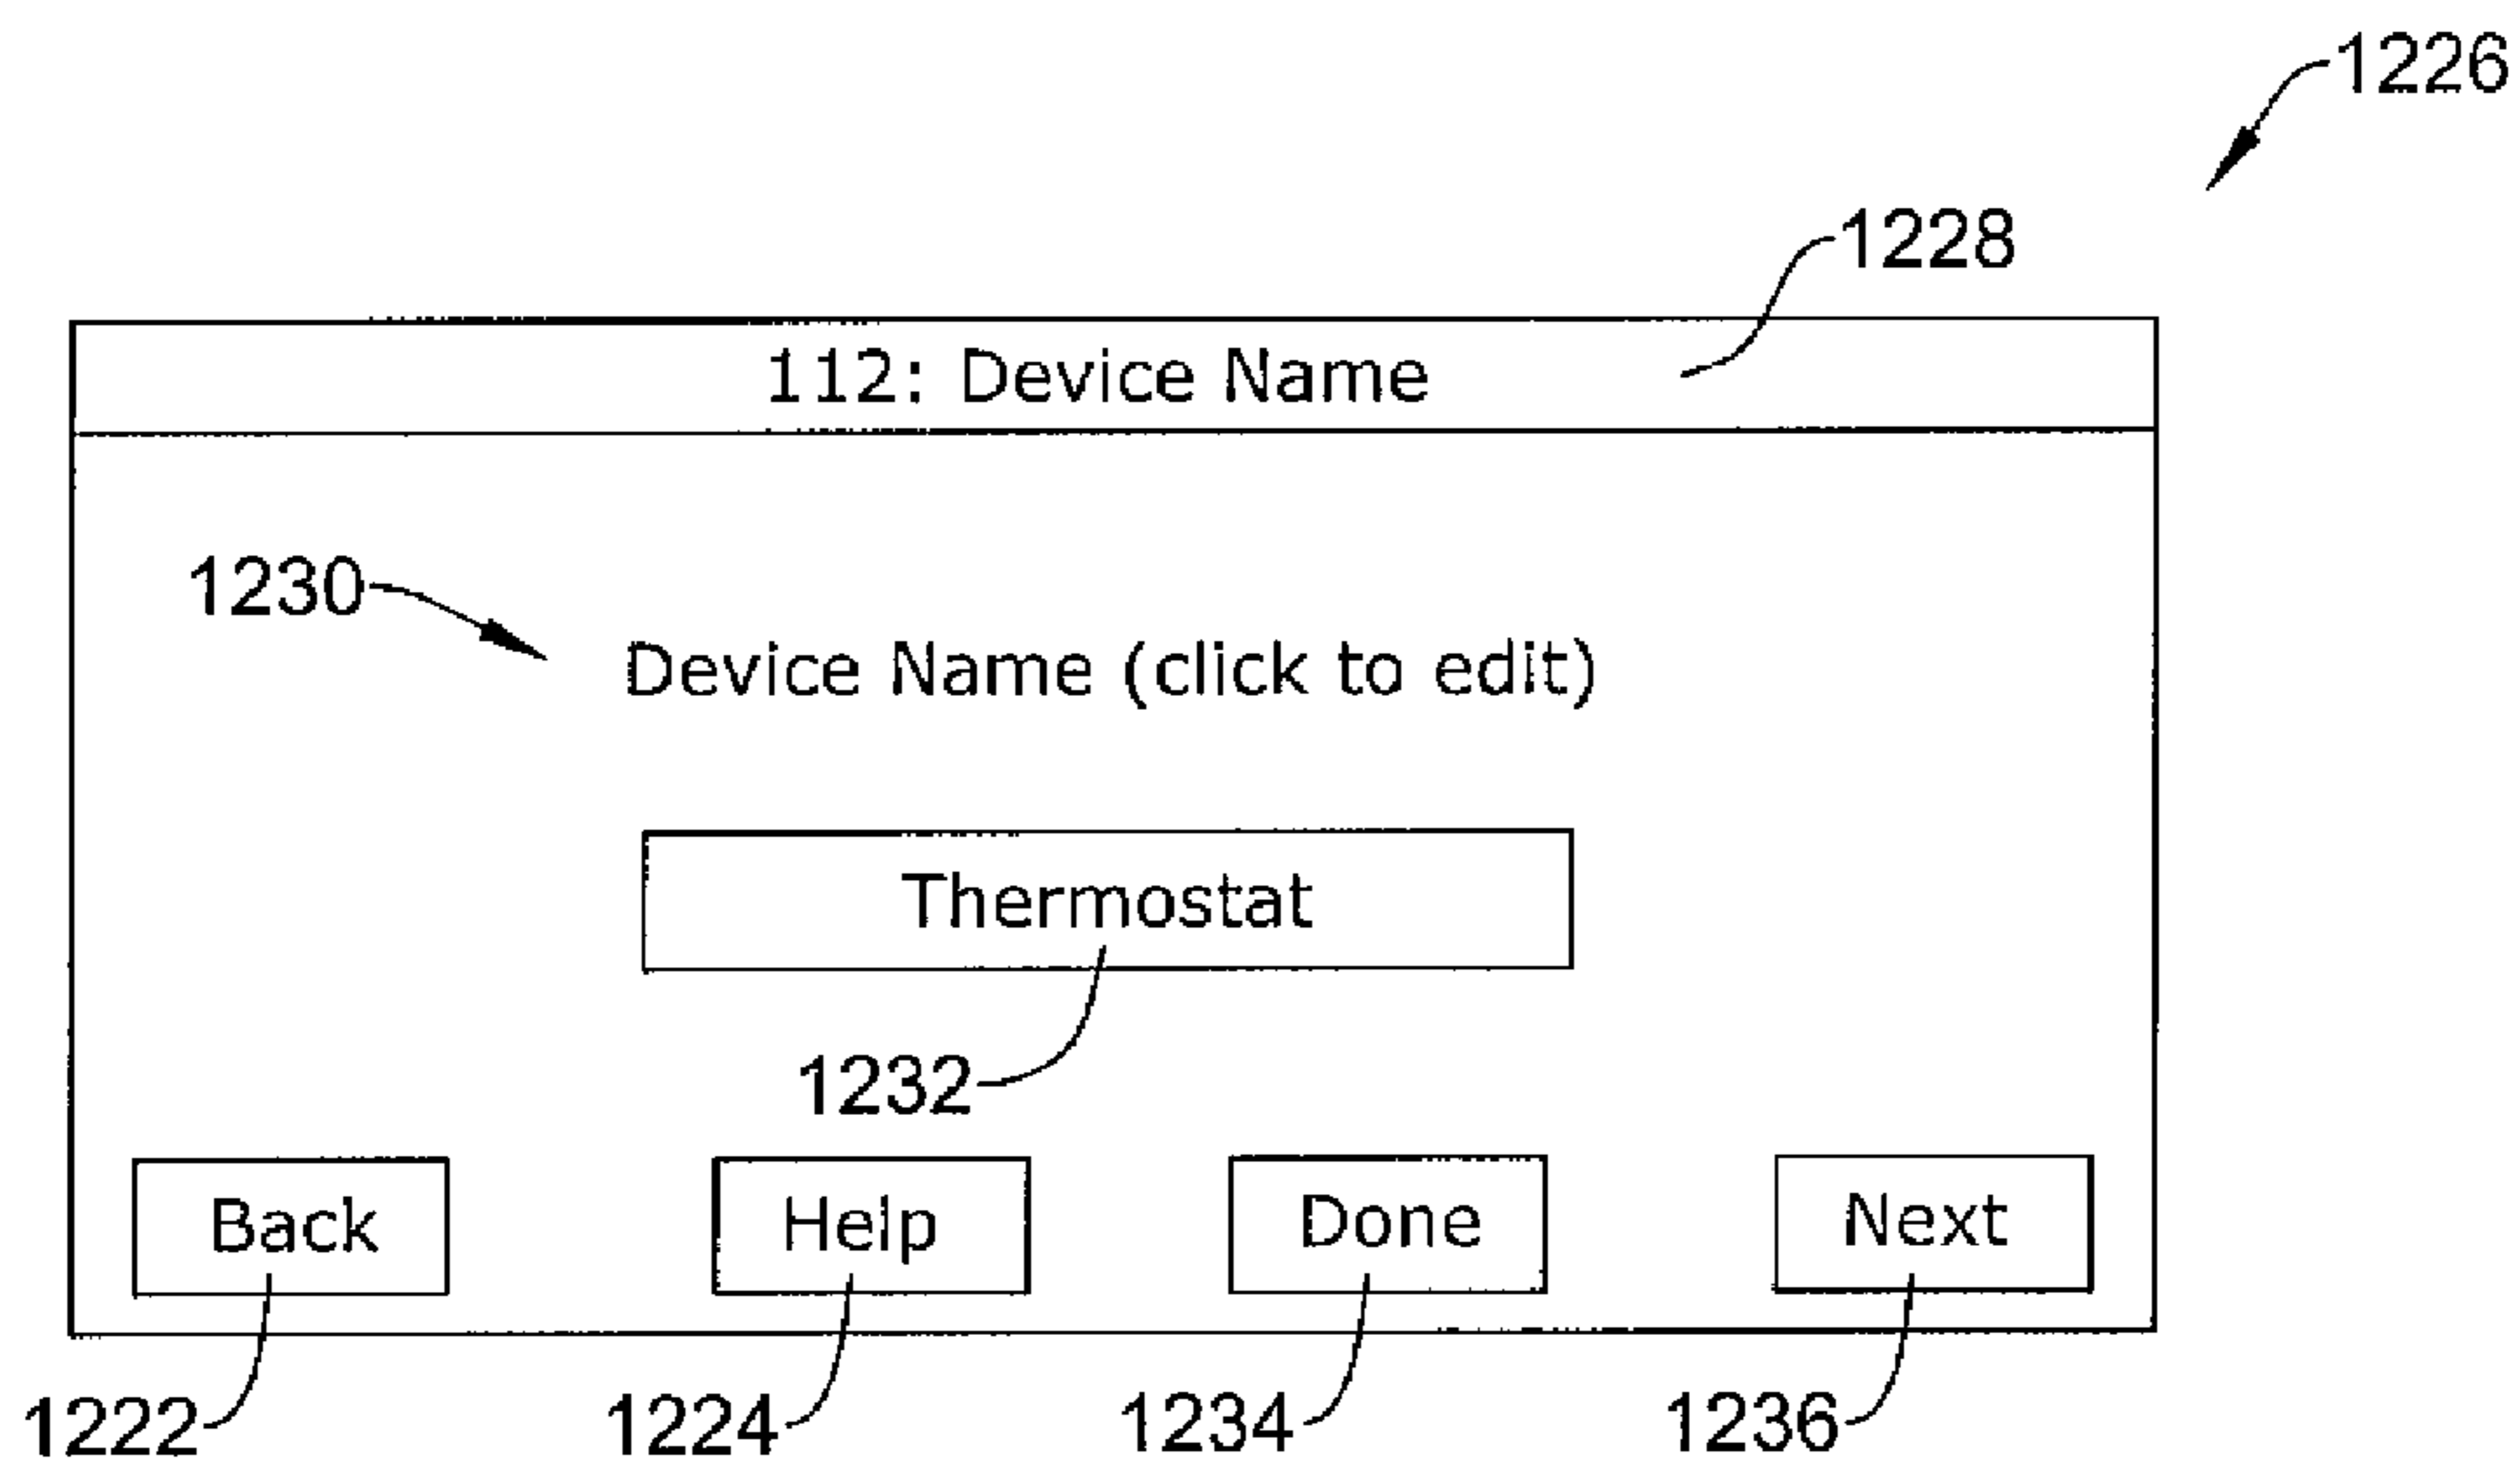 1226
1228
112: Device Name
1230
Device Name (click to edit)
Thermostat
1232
Back Help Done Next
1222 1224 1234 1236